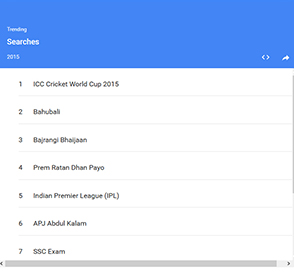 Trending
Searches
2015
1 ICC Cricket World Cup 2015
2 Bahubali
3 Bajrangi Bhaijaan
4 Prem Ratan Dhan Payo
5 Indian Premier League (IPL)
6 APJ Abdul Kalam
7 SSC Exam